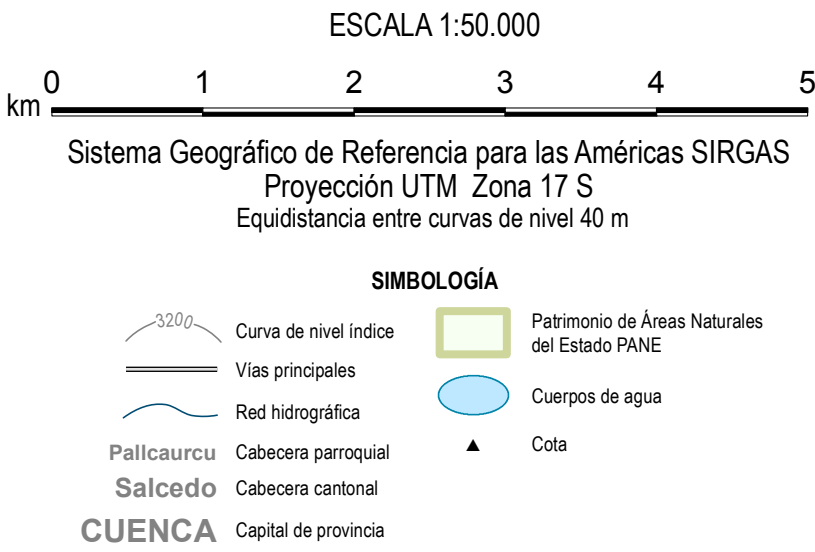 ESCALA 1:50.000
0 1 2 3 4 5
km
Sistema Geográfico de Referencia para las Américas SIRGAS
Proyección UTM Zona 17 S
Equidistancia entre curvas de nivel 40 m
SIMBOLOGÍA
3200 Curva de nivel índice
Vías principales
Red hidrográfica
Pallcaurcu Cabecera parroquial
Salcedo Cabecera cantonal
CUENCA Capital de provincia
Patrimonio de Áreas Naturales
del Estado PANE
Cuerpos de agua
Cota